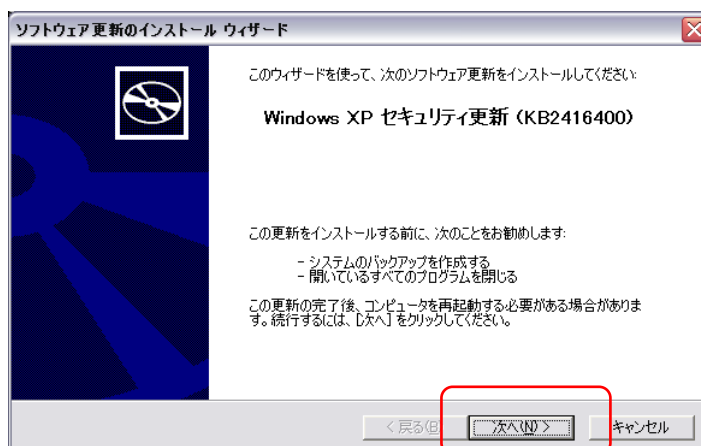 ソフトウェア更新のインストール ウィザード
このウィザードを使って、次のソフトウェア更新をインストールしてください:
Windows XP セキュリティ更新 (KB2416400)
この更新をインストールする前に、次のことをお勧めします:
- システムのバックアップを作成する
- 開いているすべてのプログラムを閉じる
この更新の完了後、コンピュータを再起動する必要がある場合がありま
す。続行するには、[次へ] をクリックしてください。
< 戻る(B
次へ(N) >
キャンセル